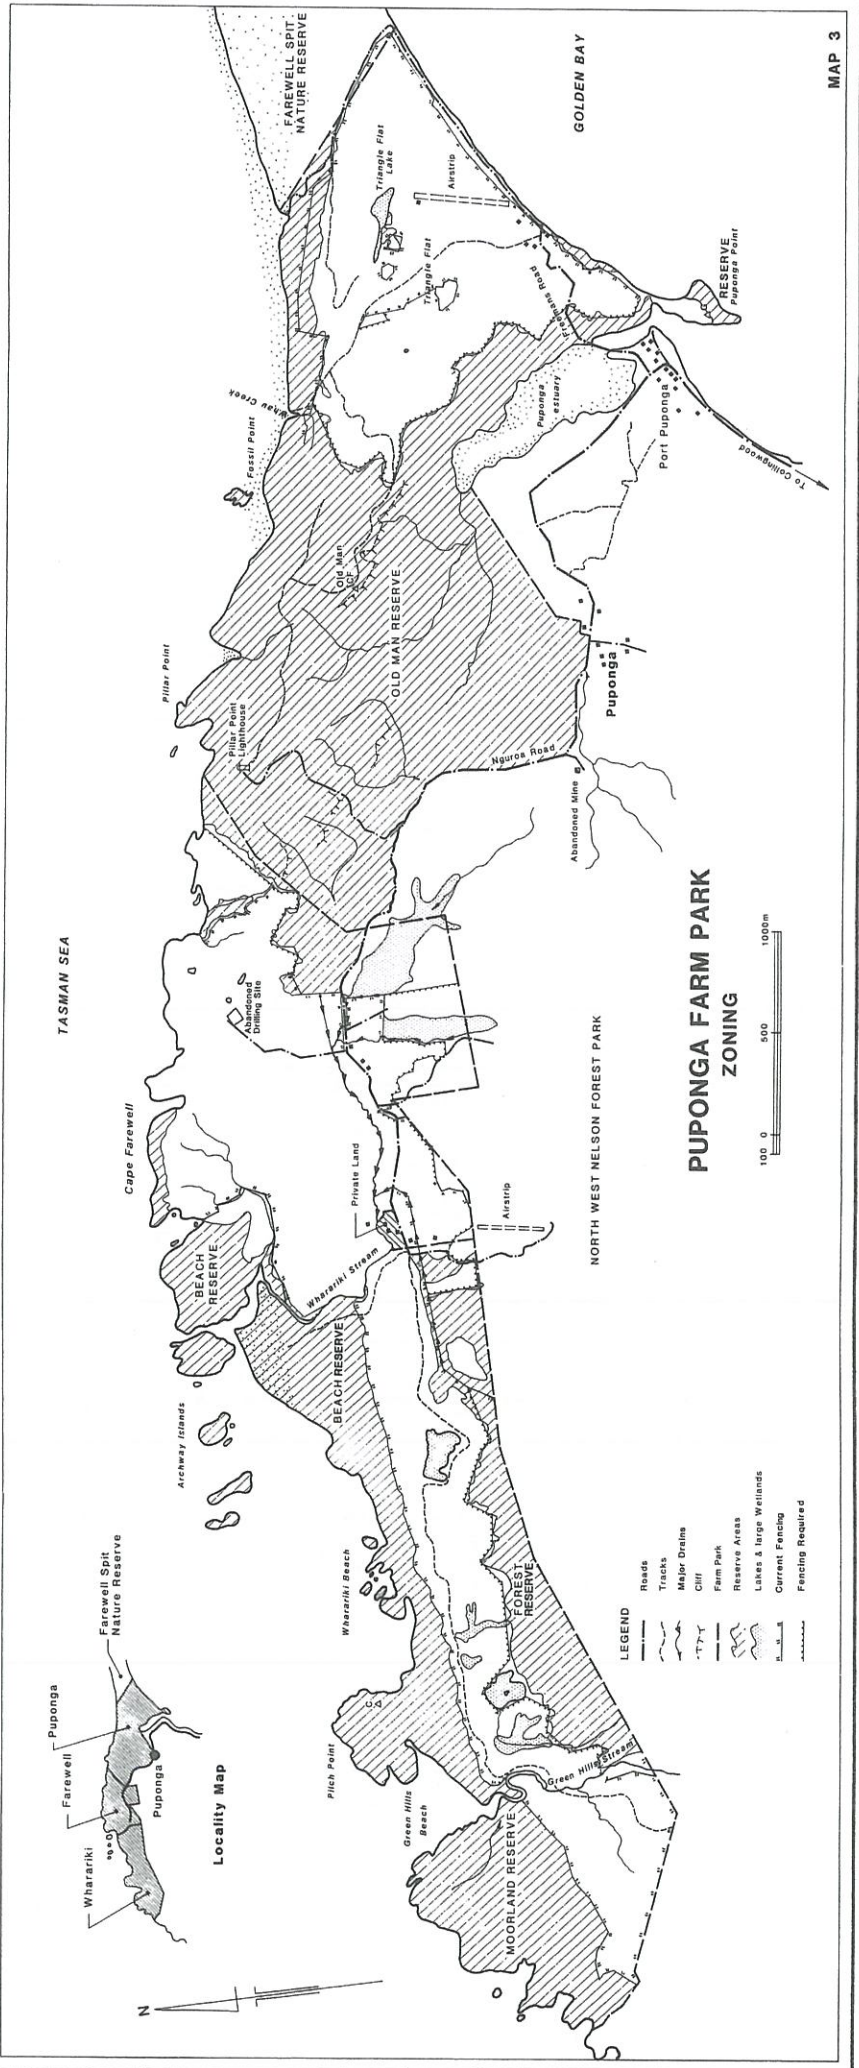 MAP 3
TASMAN SEA
GOLDEN BAY
FAREWELL SPIT
NATURE RESERVE
Triangle Flat
Lake
Airstrip
Triangle Flat
Freemans Road
RESERVE
Puponga Point
Whau Creek
Fossil Point
Puponga
estuary
Port Puponga
To Collingwood
Old Man
OLD MAN RESERVE
Pillar Point
Pillar Point
Lighthouse
Puponga
Nguroa Road
Abandoned Mine
Abandoned
Drilling Site
Cape Farewell
Private Land
Airstrip
NORTH WEST NELSON FOREST PARK
BEACH
RESERVE
Wharariki Stream
BEACH RESERVE
Archway Islands
Wharariki Beach
FOREST
RESERVE
Pilch Point
Green Hills
Beach
Green Hills Stream
MOORLAND RESERVE
PUPONGA FARM PARK
ZONING
100 0 500 1000m
LEGEND
Roads
Tracks
Major Drains
Cliff
Farm Park
Reserve Areas
Lakes & large Wetlands
Current Fencing
Fencing Required
Farewell Spit
Nature Reserve
Puponga
Farewell
Wharariki
Puponga
Locality Map
N